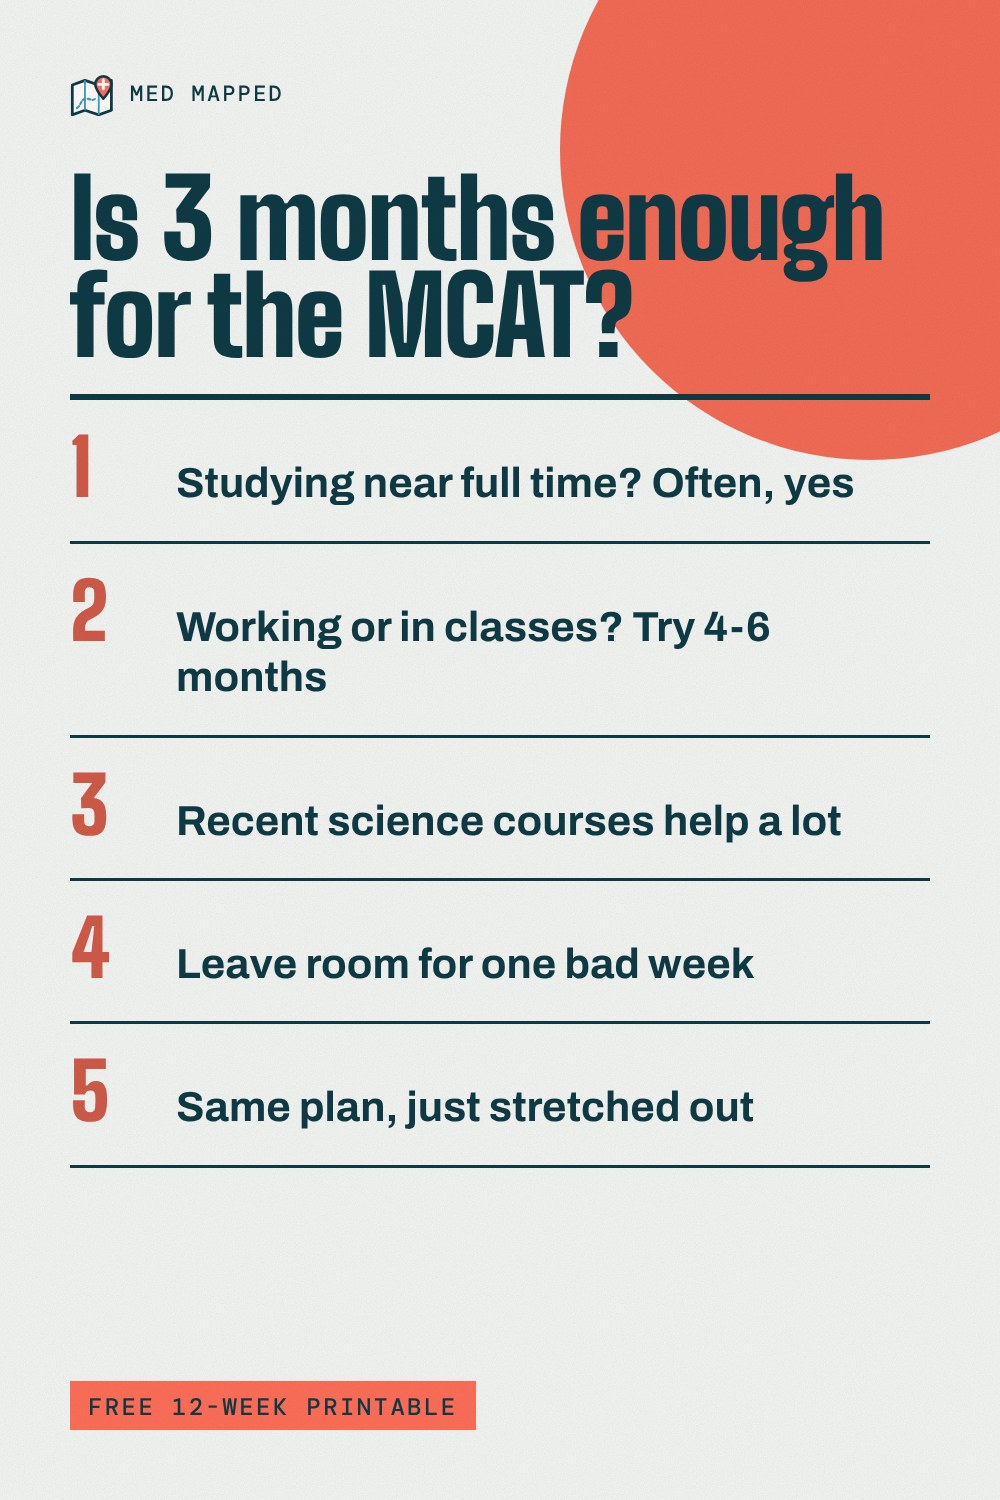 MED MAPPED
Is 3 months enough
for the MCAT?
1 Studying near full time? Often, yes
2 Working or in classes? Try 4-6
months
3 Recent science courses help a lot
4 Leave room for one bad week
5 Same plan, just stretched out
FREE 12-WEEK PRINTABLE